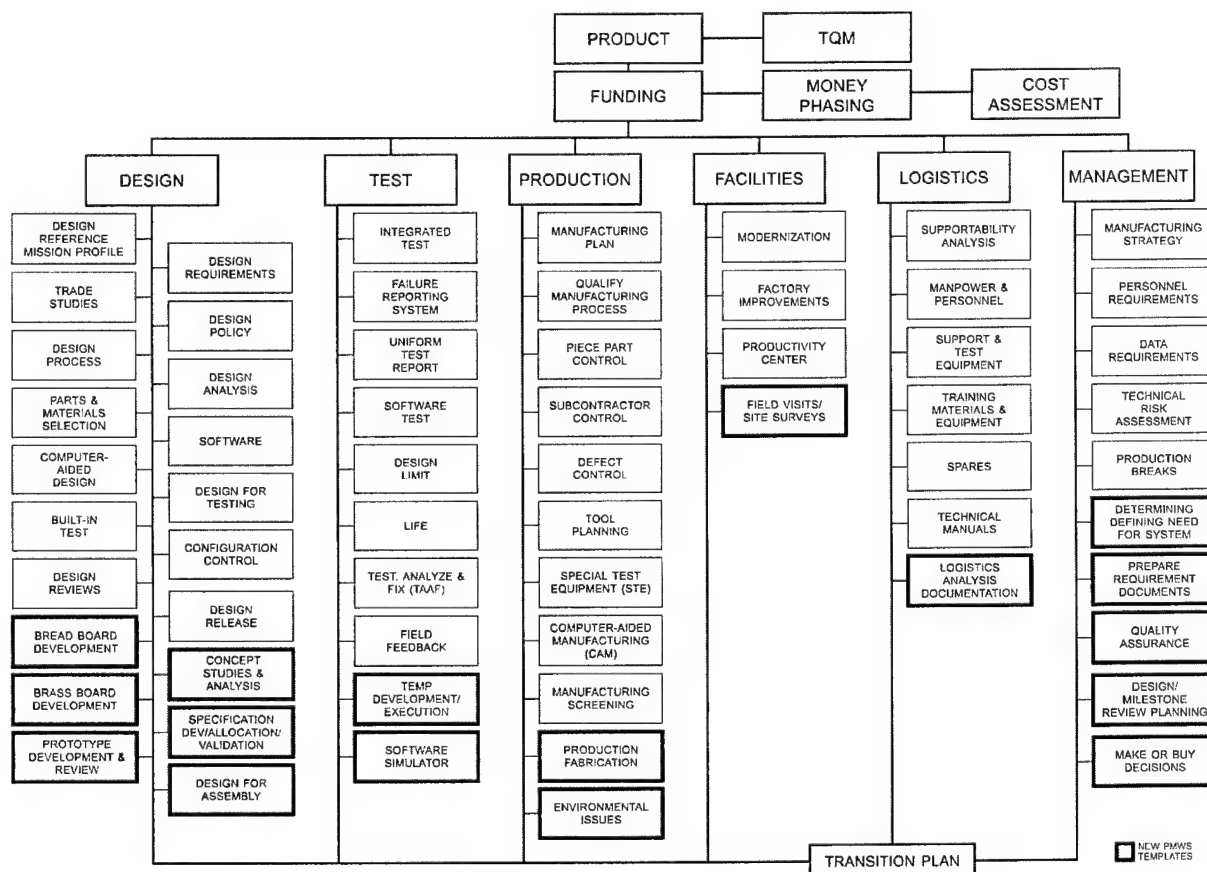 PRODUCT
TQM
FUNDING
MONEY
PHASING
COST
ASSESSMENT
DESIGN
TEST
PRODUCTION
FACILITIES
LOGISTICS
MANAGEMENT
DESIGN
REFERENCE
MISSION PROFILE
TRADE
STUDIES
DESIGN
PROCESS
PARTS &
MATERIALS
SELECTION
COMPUTER-
AIDED
DESIGN
BUILT-IN
TEST
DESIGN
REVIEWS
BREAD BOARD
DEVELOPMENT
BRASS BOARD
DEVELOPMENT
PROTOTYPE
DEVELOPMENT &
REVIEW
DESIGN
REQUIREMENTS
DESIGN
POLICY
DESIGN
ANALYSIS
SOFTWARE
DESIGN FOR
TESTING
CONFIGURATION
CONTROL
DESIGN
RELEASE
CONCEPT
STUDIES &
ANALYSIS
SPECIFICATION
DEV/ALLOCATION/
VALIDATION
DESIGN FOR
ASSEMBLY
INTEGRATED
TEST
FAILURE
REPORTING
SYSTEM
UNIFORM
TEST
REPORT
SOFTWARE
TEST
DESIGN
LIMIT
LIFE
TEST. ANALYZE &
FIX (TAAF)
FIELD
FEEDBACK
TEMP
DEVELOPMENT/
EXECUTION
SOFTWARE
SIMULATOR
MANUFACTURING
PLAN
QUALIFY
MANUFACTURING
PROCESS
PIECE PART
CONTROL
SUBCONTRACTOR
CONTROL
DEFECT
CONTROL
TOOL
PLANNING
SPECIAL TEST
EQUIPMENT (STE)
COMPUTER-AIDED
MANUFACTURING
(CAM)
MANUFACTURING
SCREENING
PRODUCTION
FABRICATION
ENVIRONMENTAL
ISSUES
MODERNIZATION
FACTORY
IMPROVEMENTS
PRODUCTIVITY
CENTER
FIELD VISITS/
SITE SURVEYS
SUPPORTABILITY
ANALYSIS
MANPOWER &
PERSONNEL
SUPPORT &
TEST
EQUIPMENT
TRAINING
MATERIALS &
EQUIPMENT
SPARES
TECHNICAL
MANUALS
LOGISTICS
ANALYSIS
DOCUMENTATION
MANUFACTURING
STRATEGY
PERSONNEL
REQUIREMENTS
DATA
REQUIREMENTS
TECHNICAL
RISK
ASSESSMENT
PRODUCTION
BREAKS
DETERMINING
DEFINING NEED
FOR SYSTEM
PREPARE
REQUIREMENT
DOCUMENTS
QUALITY
ASSURANCE
DESIGN/
MILESTONE
REVIEW PLANNING
MAKE OR BUY
DECISIONS
TRANSITION PLAN
NEW PMWS
TEMPLATES